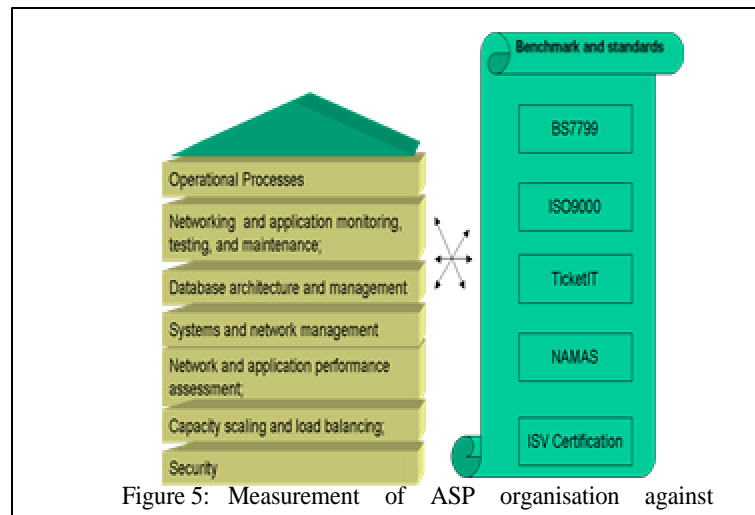 Benchmark and standards
Operational Processes
Networking and application monitoring,
testing, and maintenance;
Database architecture and management
Systems and network management
Network and application performance
assessment;
Capacity scaling and load balancing;
Security
BS7799
ISO9000
TicketIT
NAMAS
ISV Certification
Figure 5: Measurement of ASP organisation against